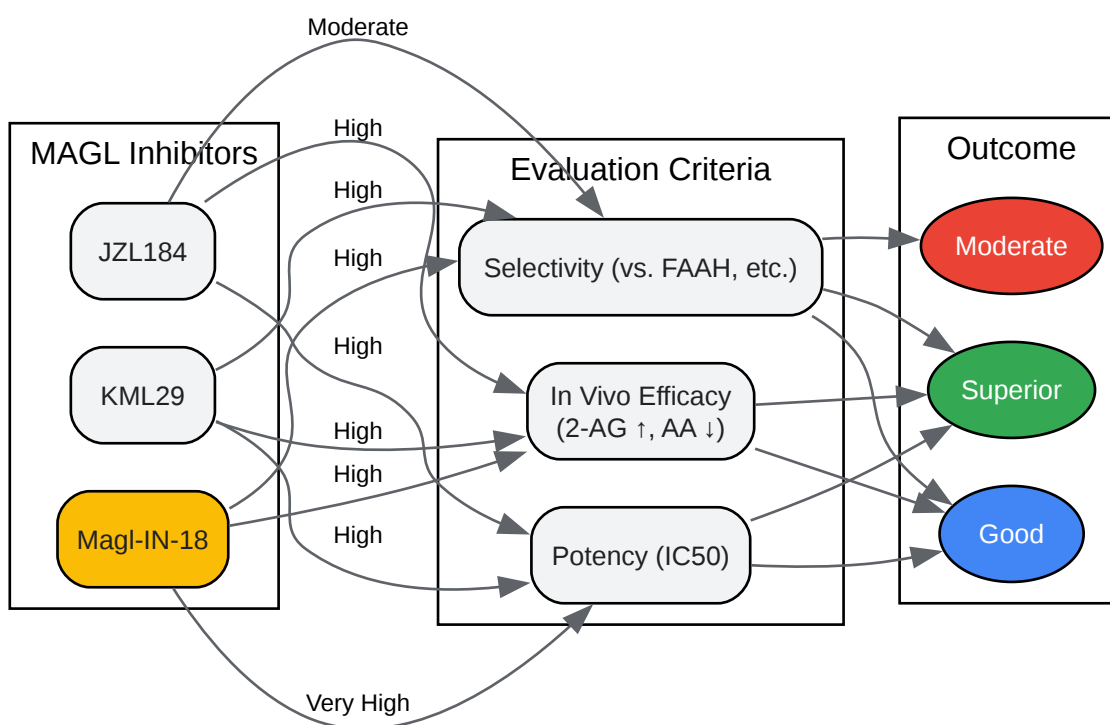 Moderate
High
High
High
High
High
High
High
Very High
MAGL Inhibitors
JZL184
KML29
Magl-IN-18
Evaluation Criteria
Selectivity (vs. FAAH, etc.)
In Vivo Efficacy
(2-AG ↑, AA ↓)
Potency (IC50)
Outcome
Moderate
Superior
Good